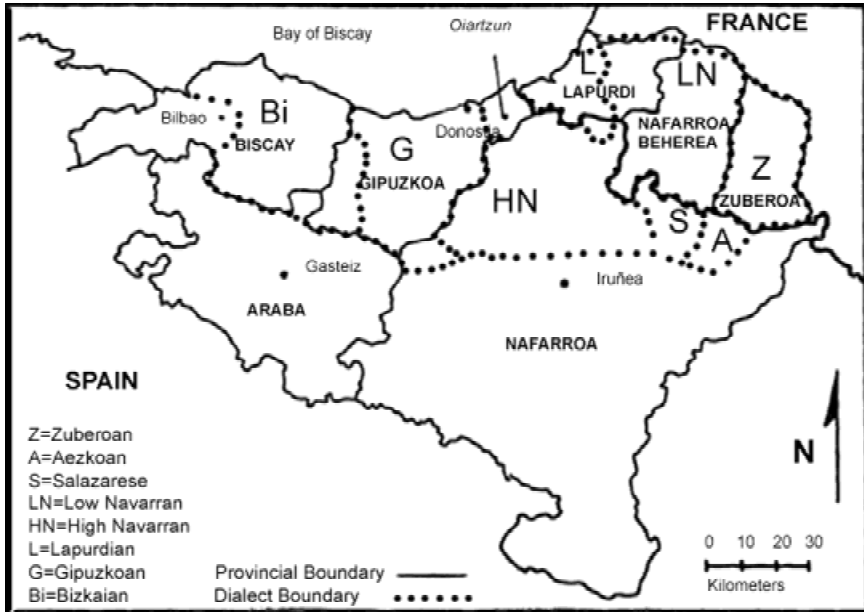 Bay of Biscay
Oiartzun
FRANCE
L
LN
LAPURDI
Bi
Bilbao
BISCAY
Donostia
G
GIPUZKOA
NAFARROA
BEHEREA
Z
ZUBEROA
HN
S
A
Gasteiz
Iruñea
ARABA
NAFARROA
SPAIN
N
Z=Zuberoan
A=Aezkoan
S=Salazarese
LN=Low Navarran
HN=High Navarran
L=Lapurdian
G=Gipuzkoan
Bi=Bizkaian
Provincial Boundary
Dialect Boundary
0 10 20 30
Kilometers